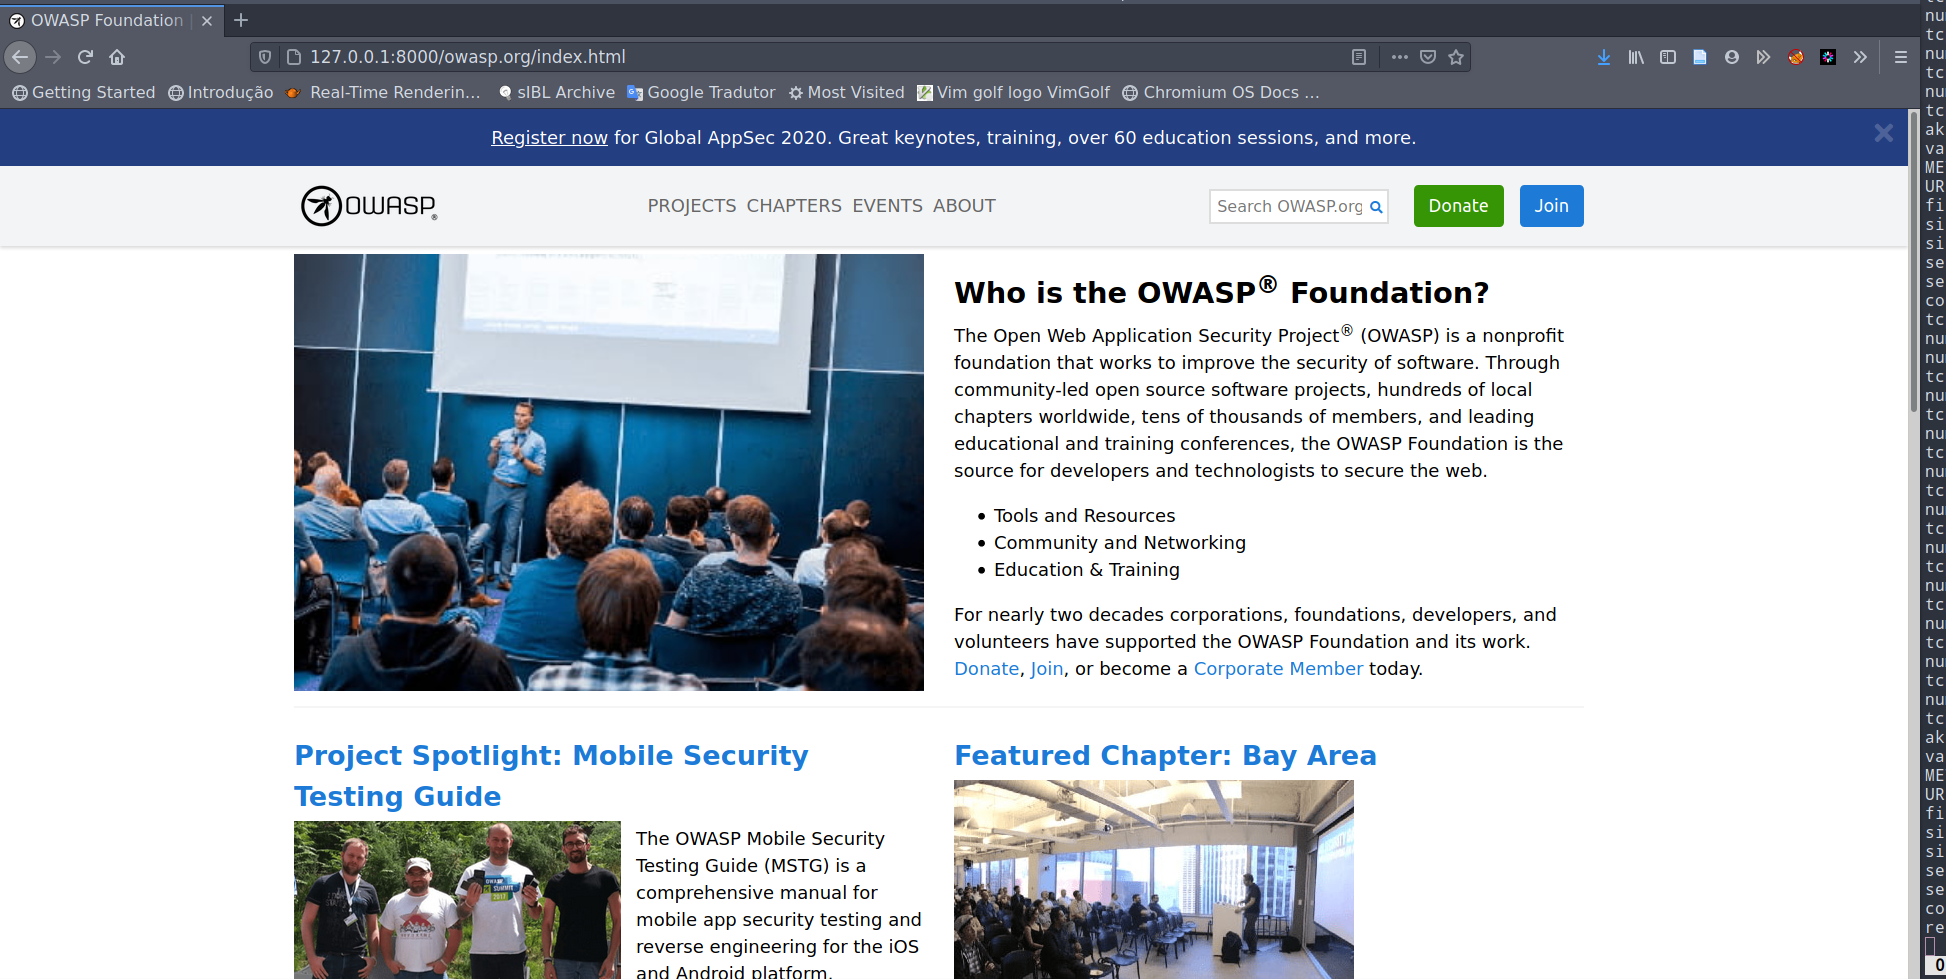 OWASP Foundation |
127.0.0.1:8000/owasp.org/index.html
Getting Started Introdução Real-Time Renderin… sIBL Archive Google Tradutor Most Visited Vim golf logo VimGolf Chromium OS Docs …
Register now for Global AppSec 2020. Great keynotes, training, over 60 education sessions, and more.
OWASP® PROJECTS CHAPTERS EVENTS ABOUT Search OWASP.org Donate Join
Who is the OWASP® Foundation?
The Open Web Application Security Project® (OWASP) is a nonprofit
foundation that works to improve the security of software. Through
community-led open source software projects, hundreds of local
chapters worldwide, tens of thousands of members, and leading
educational and training conferences, the OWASP Foundation is the
source for developers and technologists to secure the web.
• Tools and Resources
• Community and Networking
• Education & Training
For nearly two decades corporations, foundations, developers, and
volunteers have supported the OWASP Foundation and its work.
Donate, Join, or become a Corporate Member today.
Project Spotlight: Mobile Security
Testing Guide
OWASP
SUMMIT
2017
The OWASP Mobile Security
Testing Guide (MSTG) is a
comprehensive manual for
mobile app security testing and
reverse engineering for the iOS
and Android platform.
Featured Chapter: Bay Area
nu
tc
nu
tc
nu
tc
ak
va
ME
UR
fi
si
si
se
se
co
tc
nu
nu
tc
nu
tc
nu
tc
nu
tc
nu
tc
nu
tc
nu
tc
nu
tc
nu
tc
nu
tc
ak
va
ME
UR
fi
si
si
se
se
co
re
0